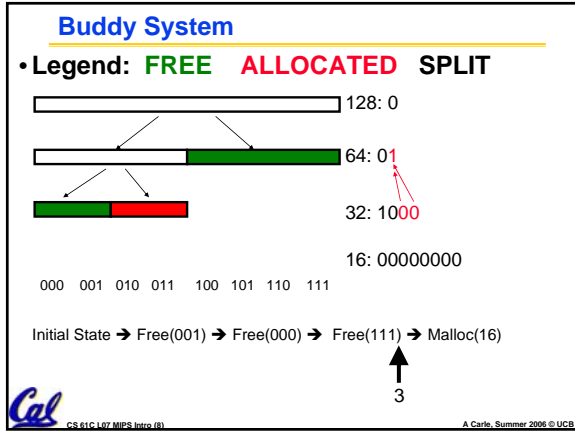 Buddy System
• Legend: FREE ALLOCATED SPLIT
128: 0
64: 01
32: 1000
16: 00000000
000 001 010 011 100 101 110 111
Initial State ➔ Free(001) ➔ Free(000) ➔ Free(111) ➔ Malloc(16)
3
Cal
CS 61C L07 MIPS Intro (8)
A Carle, Summer 2006 © UCB